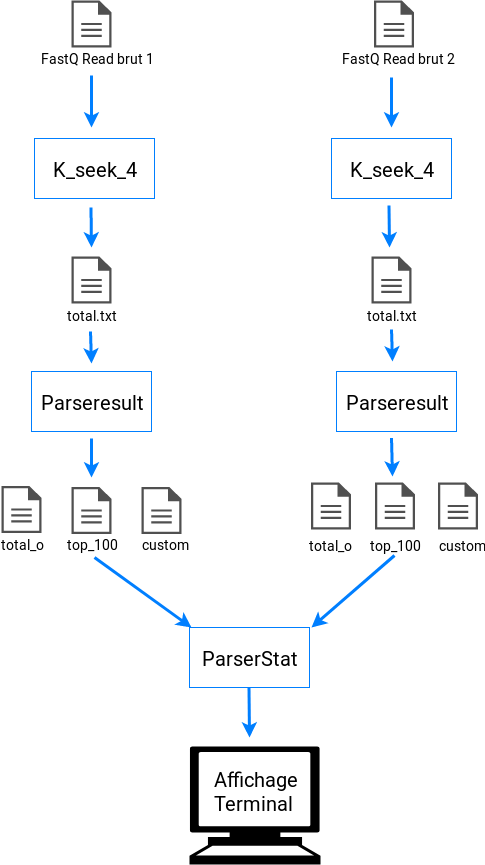 FastQ Read brut 1
FastQ Read brut 2
K_seek_4
K_seek_4
total.txt
total.txt
Parseresult
Parseresult
total_o
top_100
custom
total_o
top_100
custom
ParserStat
Affichage
Terminal